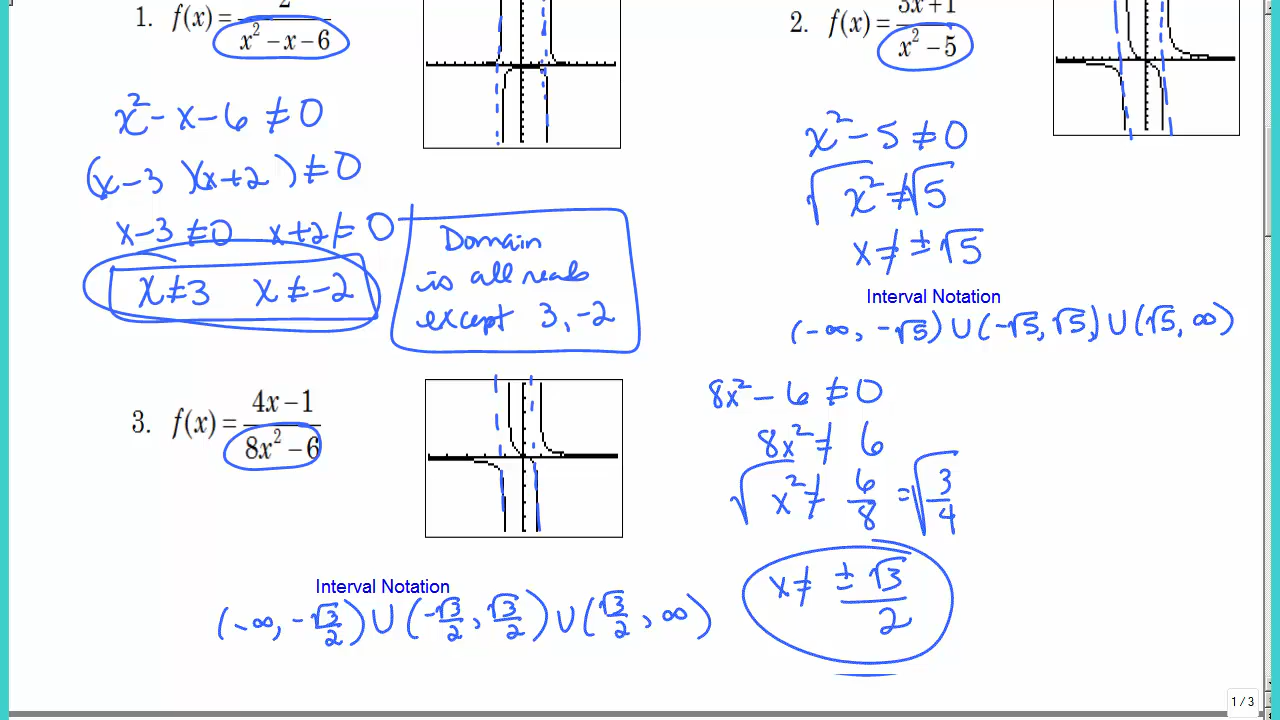 1. f(x) = 2 / (x² − x − 6)
x² − x − 6 ≠ 0
(x − 3)(x + 2) ≠ 0
x − 3 ≠ 0 x + 2 ≠ 0
x ≠ 3 x ≠ −2
Domain
is all reals
except 3, −2
2. f(x) = (3x + 1) / (x² − 5)
x² − 5 ≠ 0
√x² ≠ √5
x ≠ ± √5
Interval Notation
(−∞, −√5) ∪ (−√5, √5,) ∪ (√5, ∞)
3. f(x) = (4x − 1) / (8x² − 6)
8x² − 6 ≠ 0
8x² ≠ 6
√x² ≠ 6/8 = √(3/4)
x ≠ ± √3 / 2
Interval Notation
(−∞, −√3/2) ∪ (−√3/2, √3/2) ∪ (√3/2, ∞)
1 / 3